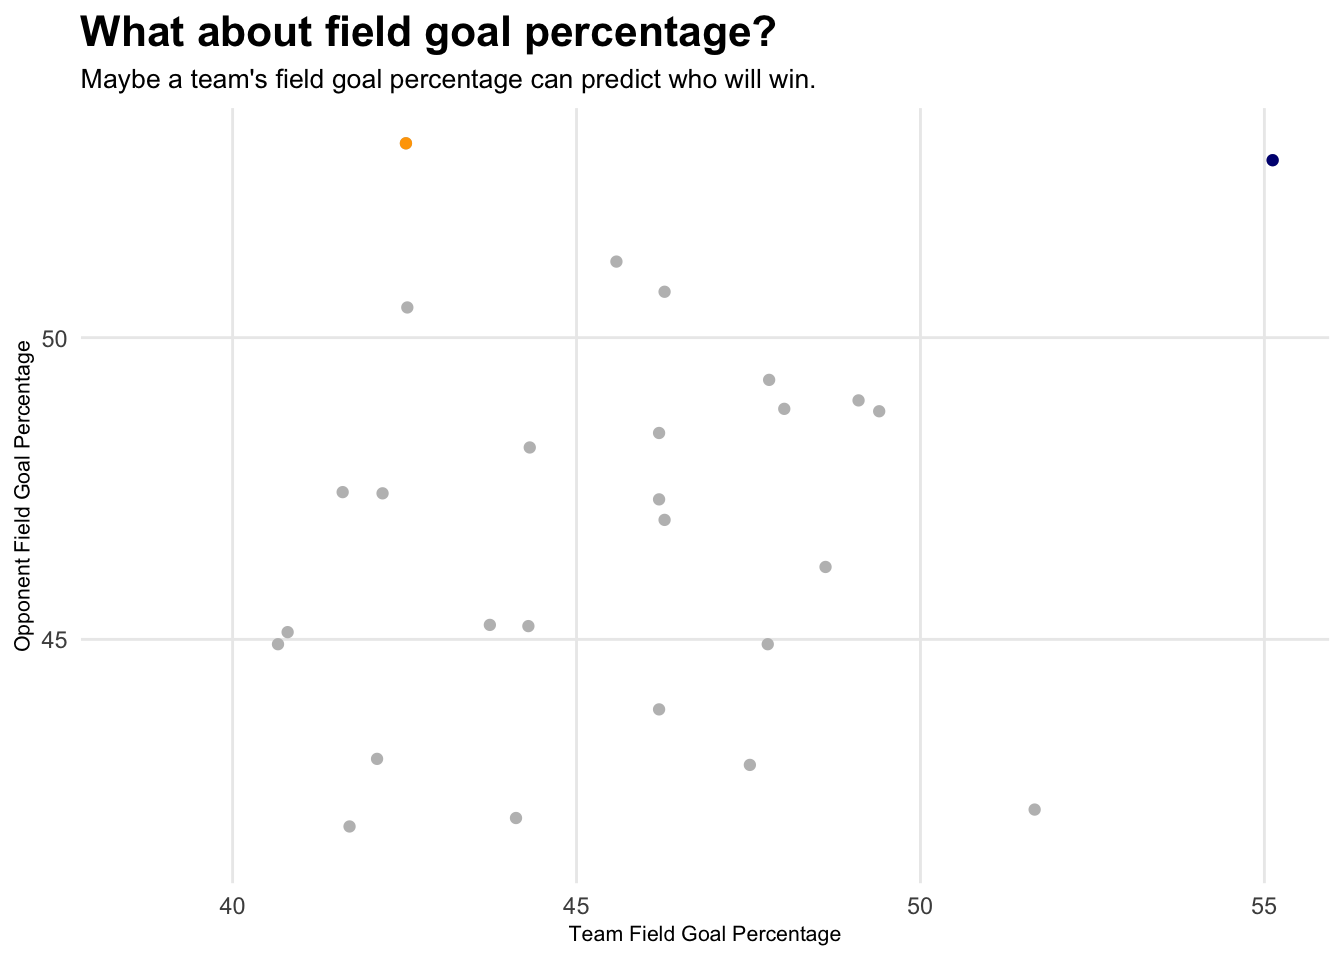 What about field goal percentage?
Maybe a team's field goal percentage can predict who will win.
Opponent Field Goal Percentage
50
45
40 45 50 55
Team Field Goal Percentage